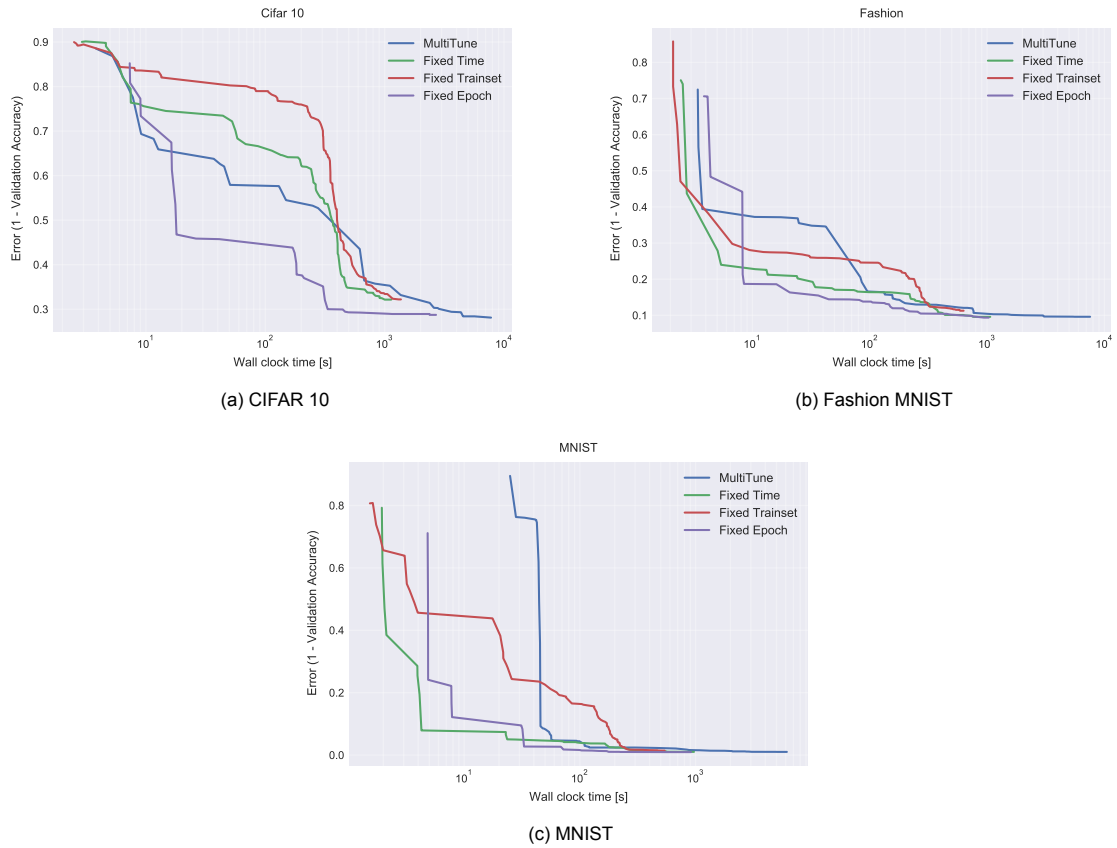 Cifar 10
0.9
0.8
0.7
0.6
0.5
0.4
0.3
Error (1 - Validation Accuracy)
MultiTune
Fixed Time
Fixed Trainset
Fixed Epoch
10^1 10^2 10^3 10^4
Wall clock time [s]
(a) CIFAR 10
Fashion
0.8
0.7
0.6
0.5
0.4
0.3
0.2
0.1
Error (1 - Validation Accuracy)
MultiTune
Fixed Time
Fixed Trainset
Fixed Epoch
10^1 10^2 10^3 10^4
Wall clock time [s]
(b) Fashion MNIST
MNIST
0.8
0.6
0.4
0.2
0.0
Error (1 - Validation Accuracy)
MultiTune
Fixed Time
Fixed Trainset
Fixed Epoch
10^1 10^2 10^3
Wall clock time [s]
(c) MNIST